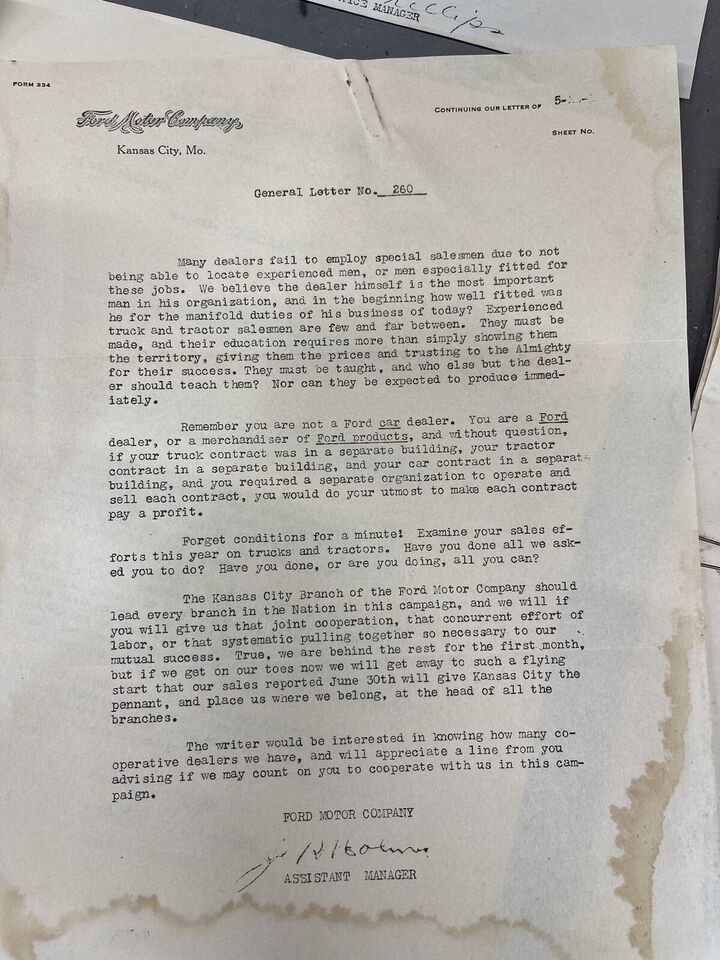 MANAGER
FORM 334
CONTINUING OUR LETTER OF 5-
Ford Motor Company
SHEET NO.
Kansas City, Mo.
General Letter No. 260
Many dealers fail to employ special salesmen due to not
being able to locate experienced men, or men especially fitted for
these jobs. We believe the dealer himself is the most important
man in his organization, and in the beginning how well fitted was
he for the manifold duties of his business of today? Experienced
truck and tractor salesmen are few and far between. They must be
made, and their education requires more than simply showing them
the territory, giving them the prices and trusting to the Almighty
for their success. They must be taught, and who else but the deal-
er should teach them? Nor can they be expected to produce immed-
iately.
Remember you are not a Ford car dealer. You are a Ford
dealer, or a merchandiser of Ford products, and without question,
if your truck contract was in a separate building, your tractor
contract in a separate building, and your car contract in a separate
building, and you required a separate organization to operate and
sell each contract, you would do your utmost to make each contract
pay a profit.
Forget conditions for a minute! Examine your sales ef-
forts this year on trucks and tractors. Have you done all we ask-
ed you to do? Have you done, or are you doing, all you can?
The Kansas City Branch of the Ford Motor Company should
lead every branch in the Nation in this campaign, and we will if
you will give us that joint cooperation, that concurrent effort of
labor, or that systematic pulling together so necessary to our
mutual success. True, we are behind the rest for the first month,
but if we get on our toes now we will get away to such a flying
start that our sales reported June 30th will give Kansas City the
pennant, and place us where we belong, at the head of all the
branches.
The writer would be interested in knowing how many co-
operative dealers we have, and will appreciate a line from you
advising if we may count on you to cooperate with us in this cam-
paign.
FORD MOTOR COMPANY
ASSISTANT MANAGER